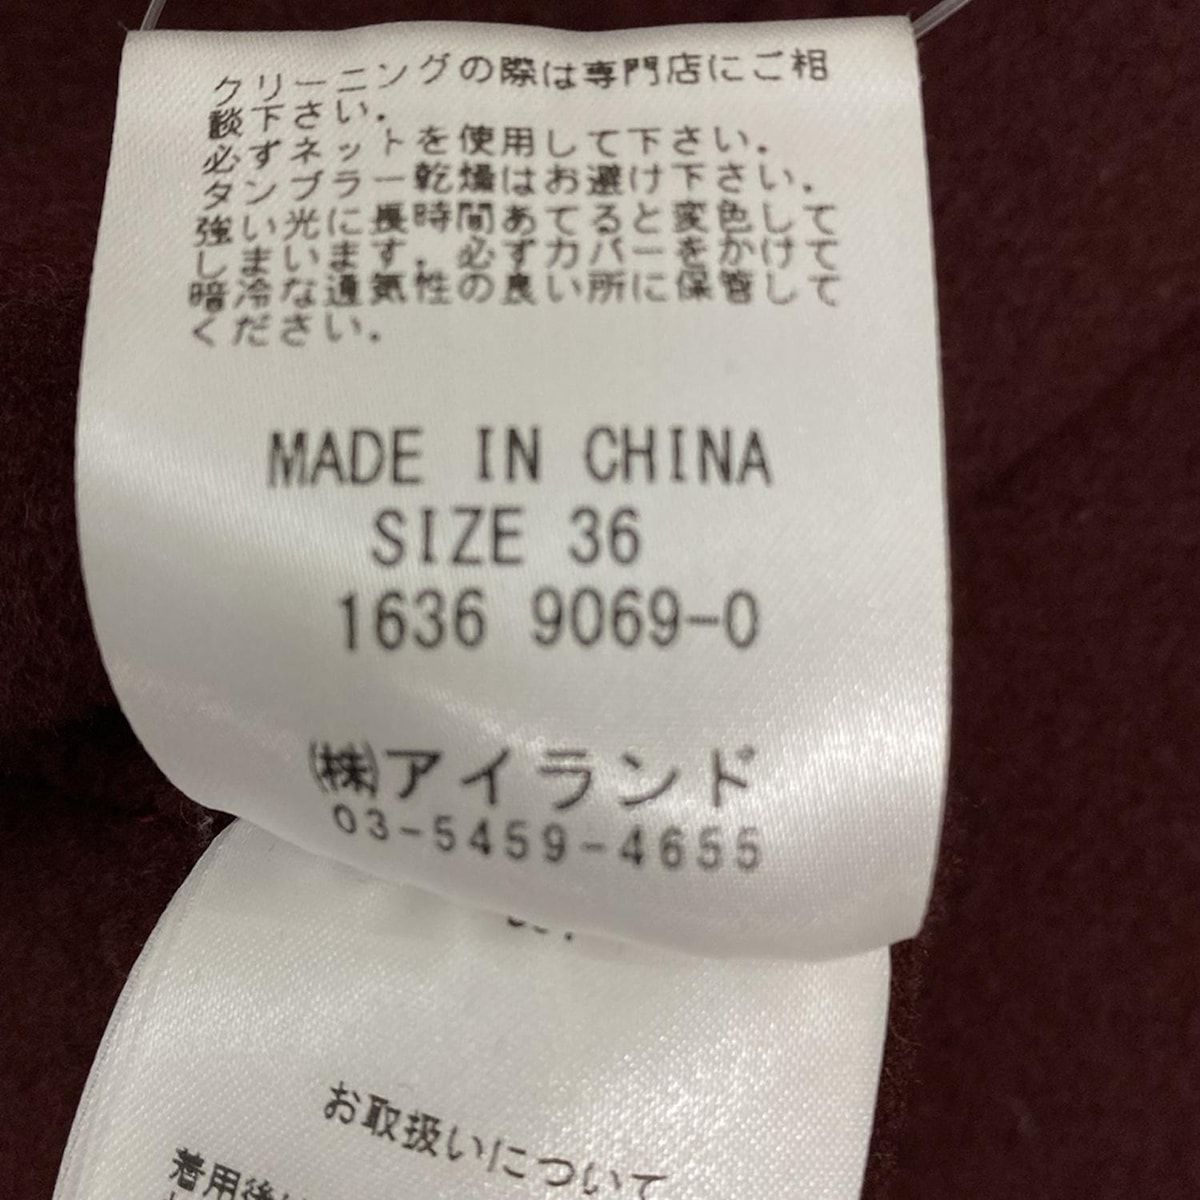 クリーニングの際は専門店にご相
談下さい.
必ずネットを使用して下さい.
タンブラー乾燥はお避け下さい.
強い光に長時間あてると変色して
しまいます. 必ずカバーをかけて
暗冷な通気性の良い所に保管して
ください.
MADE IN CHINA
SIZE 36
1636 9069-0
㈱アイランド
03-5459-4655
お取扱いについて
着用後は